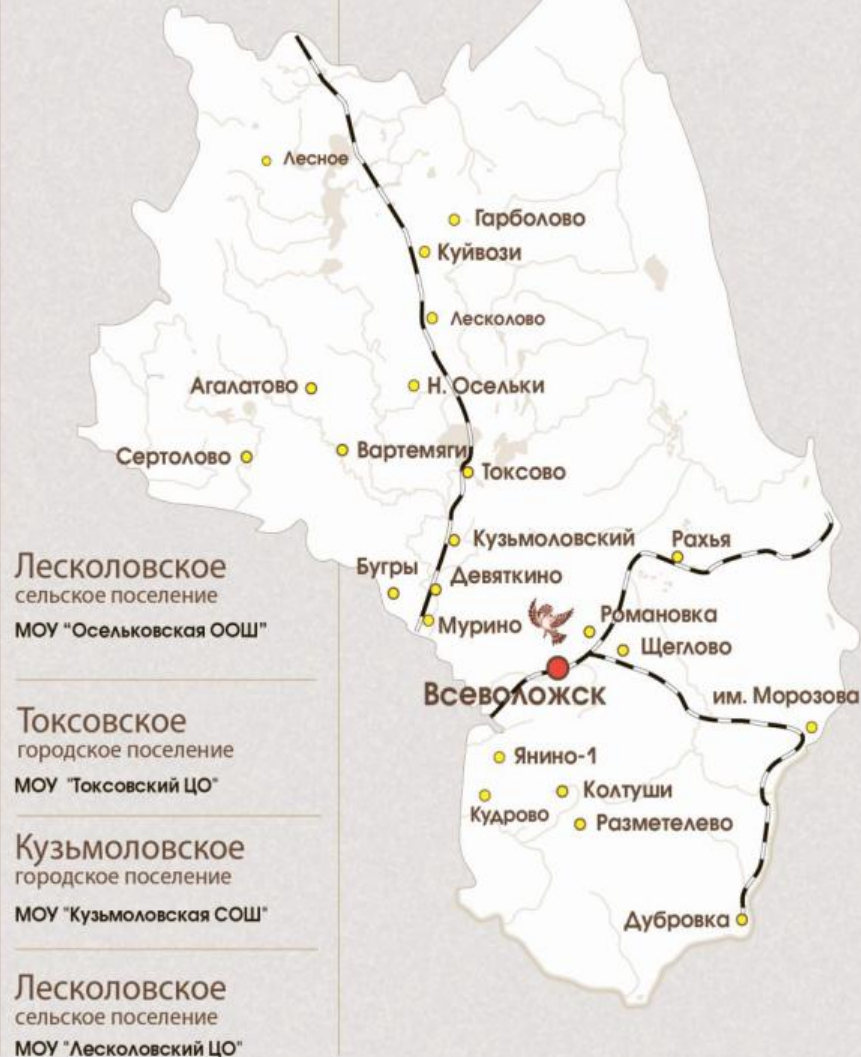 Лесное
Гарболово
Куйвози
Лесколово
Агалатово
Н. Осельки
Сертолово
Вартемяги
Токсово
Кузьмоловский
Рахья
Бугры
Девяткино
Мурино
Романовка
Щеглово
Всеволожск
им. Морозова
Янино-1
Кудрово
Колтуши
Разметелево
Дубровка
Лесколовское
сельское поселение
МОУ "Осельковская ООШ"
Токсовское
городское поселение
МОУ "Токсовский ЦО"
Кузьмоловское
городское поселение
МОУ "Кузьмоловская СОШ"
Лесколовское
сельское поселение
МОУ "Лесколовский ЦО"